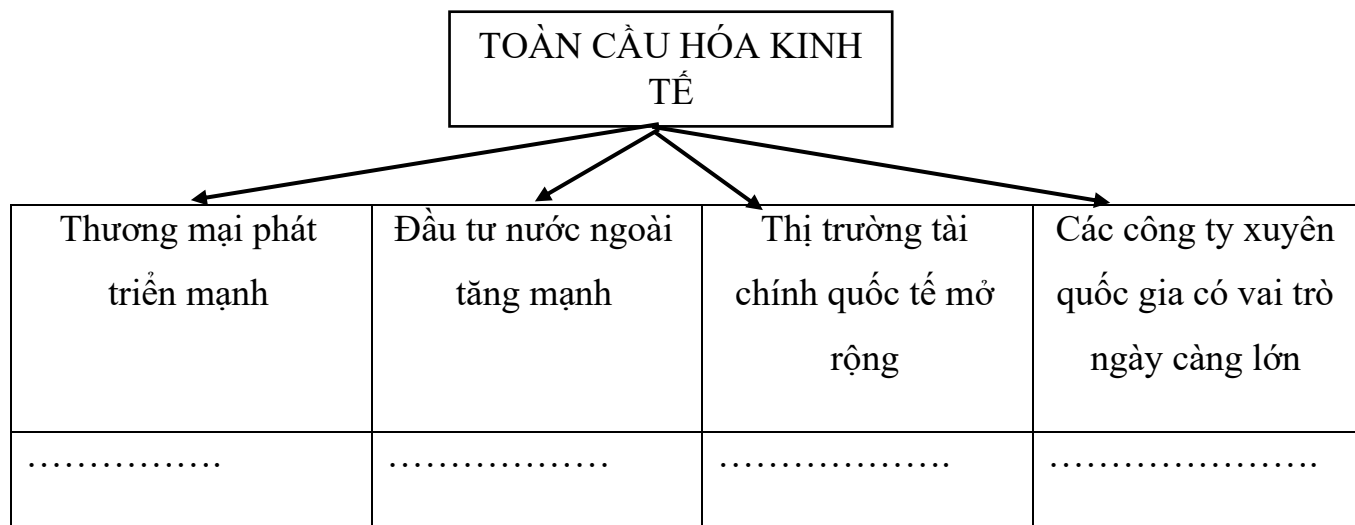 TOÀN CẦU HÓA KINH
TẾ
Thương mại phát
triển mạnh
Đầu tư nước ngoài
tăng mạnh
Thị trường tài
chính quốc tế mở
rộng
Các công ty xuyên
quốc gia có vai trò
ngày càng lớn
…………….
………………
……………….
………………….